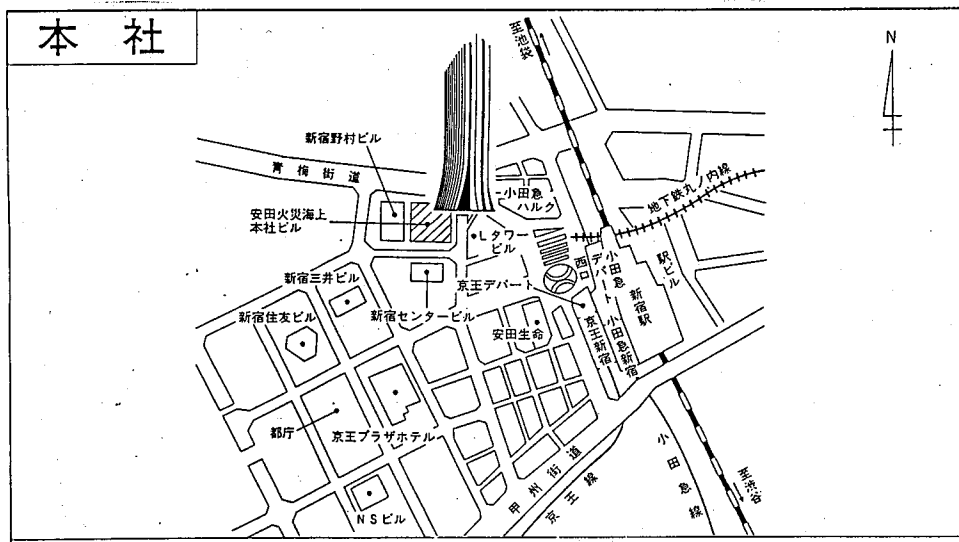 本社
N
至池袋
新宿野村ビル
青梅街道
小田急
ハルク
地下鉄丸ノ内線
安田火災海上
本社ビル
Lタワー
ビル
西口
小田急
デパート
駅ビル
新宿三井ビル
京王デパート
新宿駅
新宿住友ビル
新宿センタービル
安田生命
京王新宿
小田急新宿
都庁
京王プラザホテル
甲州街道
京王線
小田急線
至渋谷
NSビル